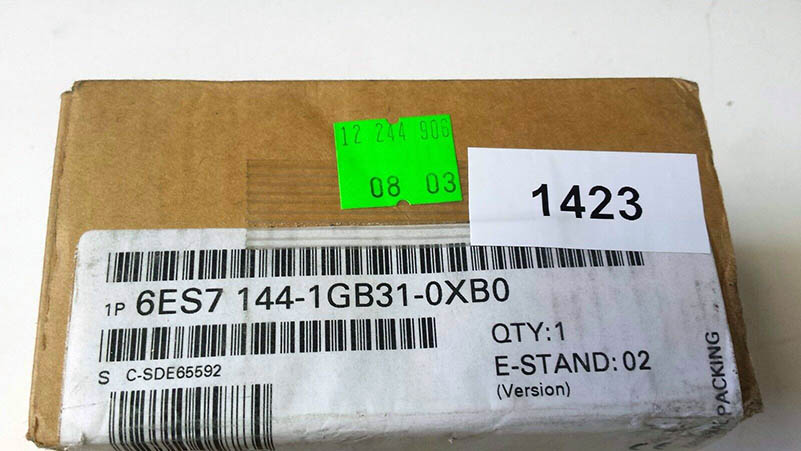 12 244 906
08 03
1423
1P 6ES7 144-1GB31-0XB0
S C-SDE65592
QTY:1
E-STAND: 02
(Version)
PACKING